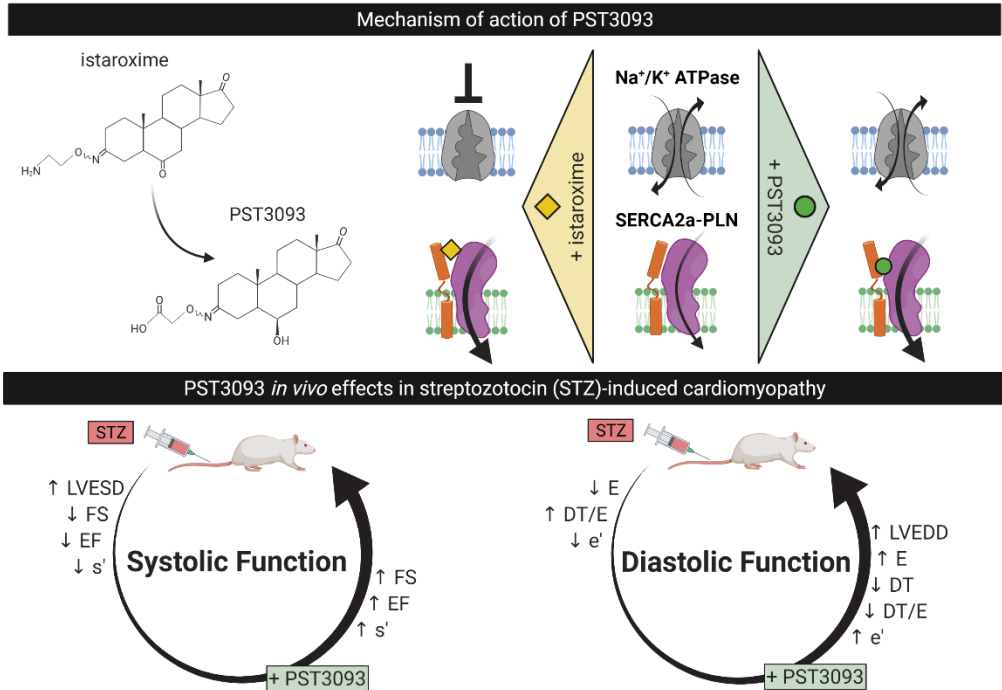 Mechanism of action of PST3093
istaroxime
O
O
N
H₂N
O
PST3093
O
O
HO
O
N
OH
+ istaroxime
Na⁺/K⁺ ATPase
SERCA2a-PLN
+ PST3093
PST3093 in vivo effects in streptozotocin (STZ)-induced cardiomyopathy
STZ
↑ LVESD
↓ FS
↓ EF
↓ s'
Systolic Function
↑ FS
↑ EF
↑ s'
+ PST3093
STZ
↓ E
↑ DT/E
↓ e'
Diastolic Function
↑ LVEDD
↑ E
↓ DT
↓ DT/E
↑ e'
+ PST3093